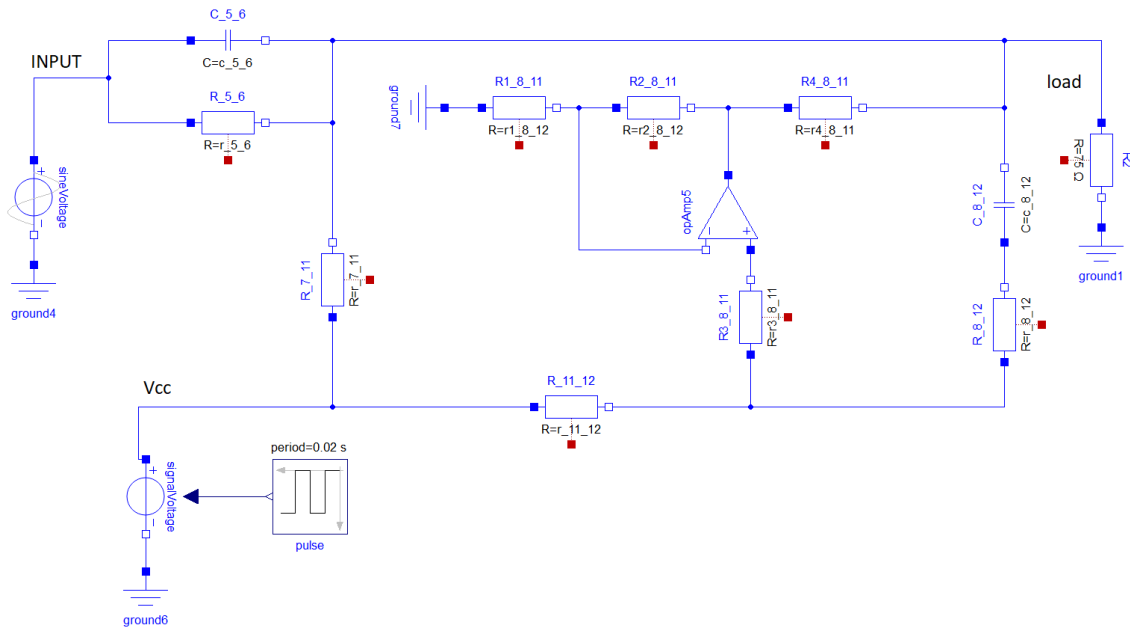 C_5_6
INPUT
C=c_5_6
R_5_6
R=r_5_6
+
sineVoltage
–
ground4
ground7
R1_8_11
R=r1_8_12
R2_8_11
R=r2_8_12
R4_8_11
R=r4_8_11
load
R2
R=75 Ω
ground1
C_8_12
C=c_8_12
opAmp5
–
+
R_7_11
R=r_7_11
R3_8_11
R=r3_8_11
R_8_12
R=r_8_12
Vcc
R_11_12
R=r_11_12
period=0.02 s
+
signalVoltage
–
pulse
ground6